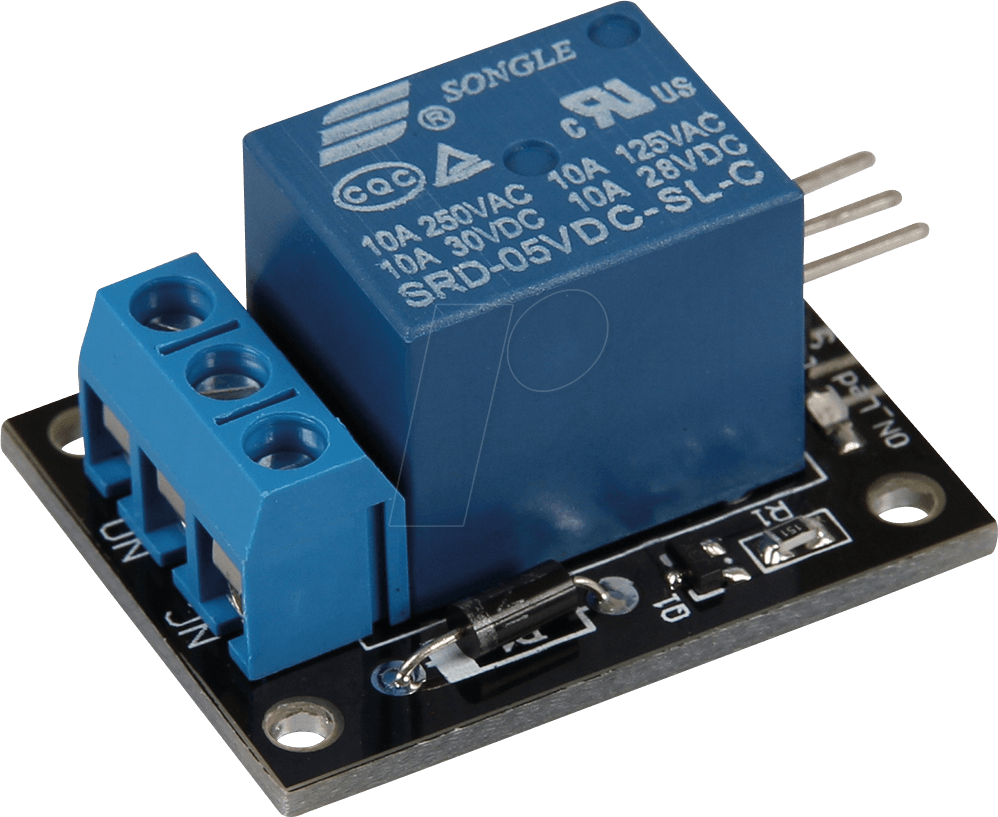 SONGLE
®
c RU US
CQC
10A 250VAC 10A 125VAC
10A 30VDC 10A 28VDC
SRD-05VDC-SL-C
NO
NC
D1
Q1
R1
151
ON_Led
S